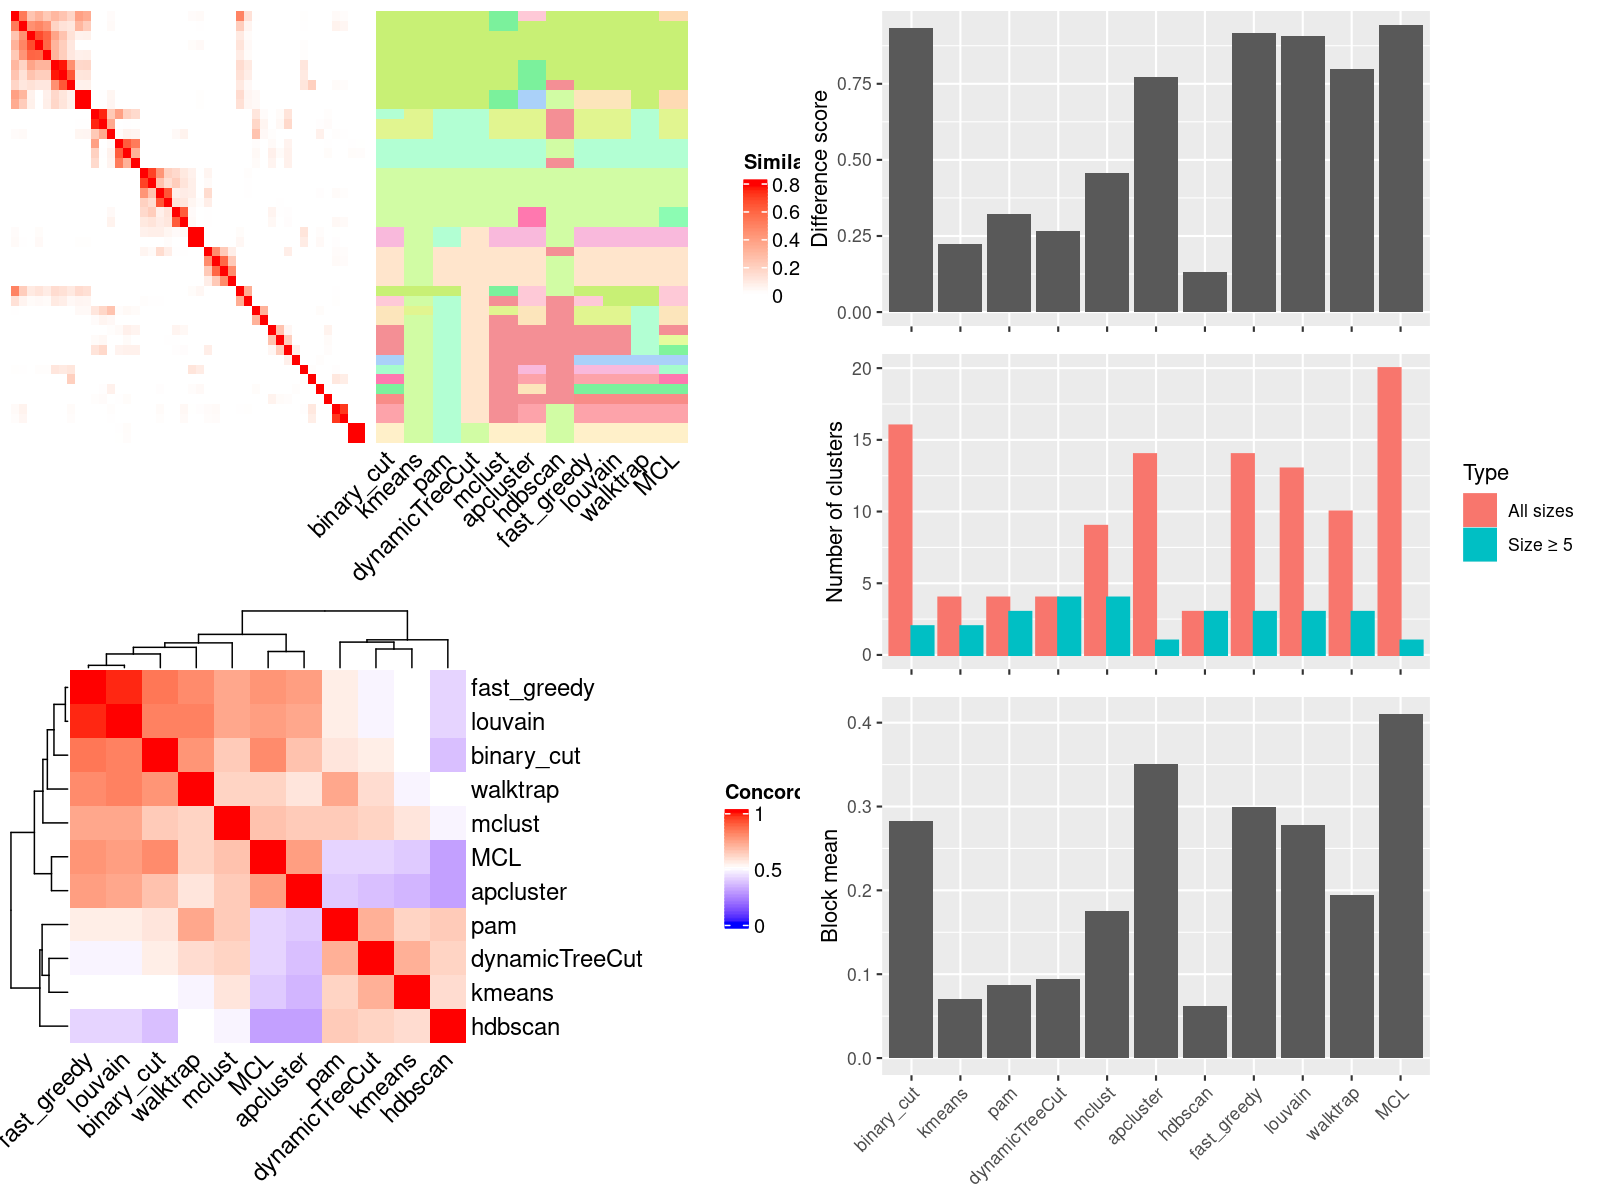 Simila
0.8
0.6
0.4
0.2
0
binary_cut
kmeans
pam
dynamicTreeCut
mclust
apcluster
hdbscan
fast_greedy
louvain
walktrap
MCL
Difference score
0.75
0.50
0.25
0.00
Number of clusters
20
15
10
5
0
Type
All sizes
Size ≥ 5
Block mean
0.4
0.3
0.2
0.1
0.0
binary_cut
kmeans
pam
dynamicTreeCut
mclust
apcluster
hdbscan
fast_greedy
louvain
walktrap
MCL
fast_greedy
louvain
binary_cut
walktrap
mclust
MCL
apcluster
pam
dynamicTreeCut
kmeans
hdbscan
fast_greedy
louvain
binary_cut
walktrap
mclust
MCL
apcluster
pam
dynamicTreeCut
kmeans
hdbscan
Concord
1
0.5
0